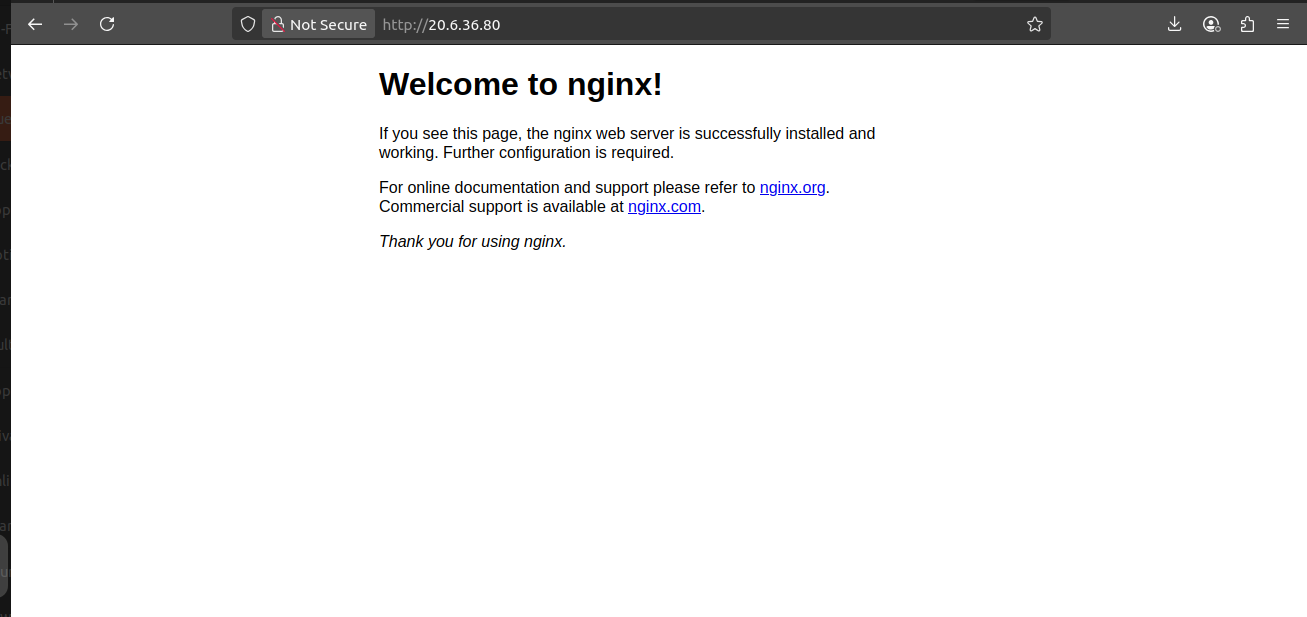 Not Secure http://20.6.36.80
Welcome to nginx!
If you see this page, the nginx web server is successfully installed and
working. Further configuration is required.
For online documentation and support please refer to nginx.org.
Commercial support is available at nginx.com.
Thank you for using nginx.